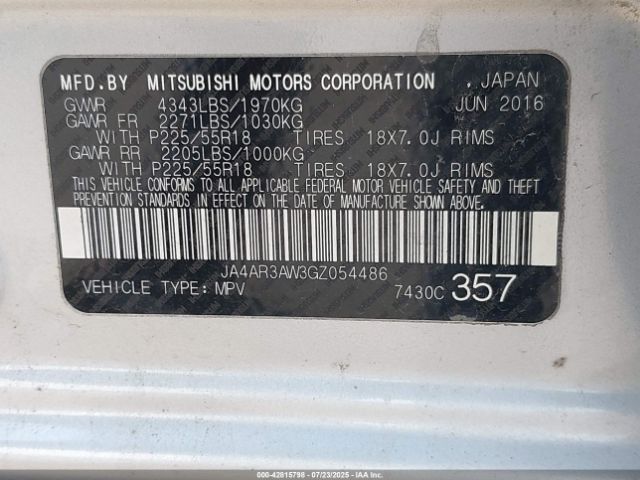 MFD.BY MITSUBISHI MOTORS CORPORATION , JAPAN
GVWR 4343LBS/1970KG JUN 2016
GAWR FR 2271LBS/1030KG
WITH P225/55R18 TIRES 18X7.0J RIMS
GAWR RR 2205LBS/1000KG
WITH P225/55R18 TIRES 18X7.0J RIMS
THIS VEHICLE CONFORMS TO ALL APPLICABLE FEDERAL MOTOR VEHICLE SAFETY AND THEFT
PREVENTION STANDARDS IN EFFECT ON THE DATE OF MANUFACTURE SHOWN ABOVE.
JA4AR3AW3GZ054486
VEHICLE TYPE: MPV 7430C 357
000-42815798 - 07/23/2025 - IAAI.COM